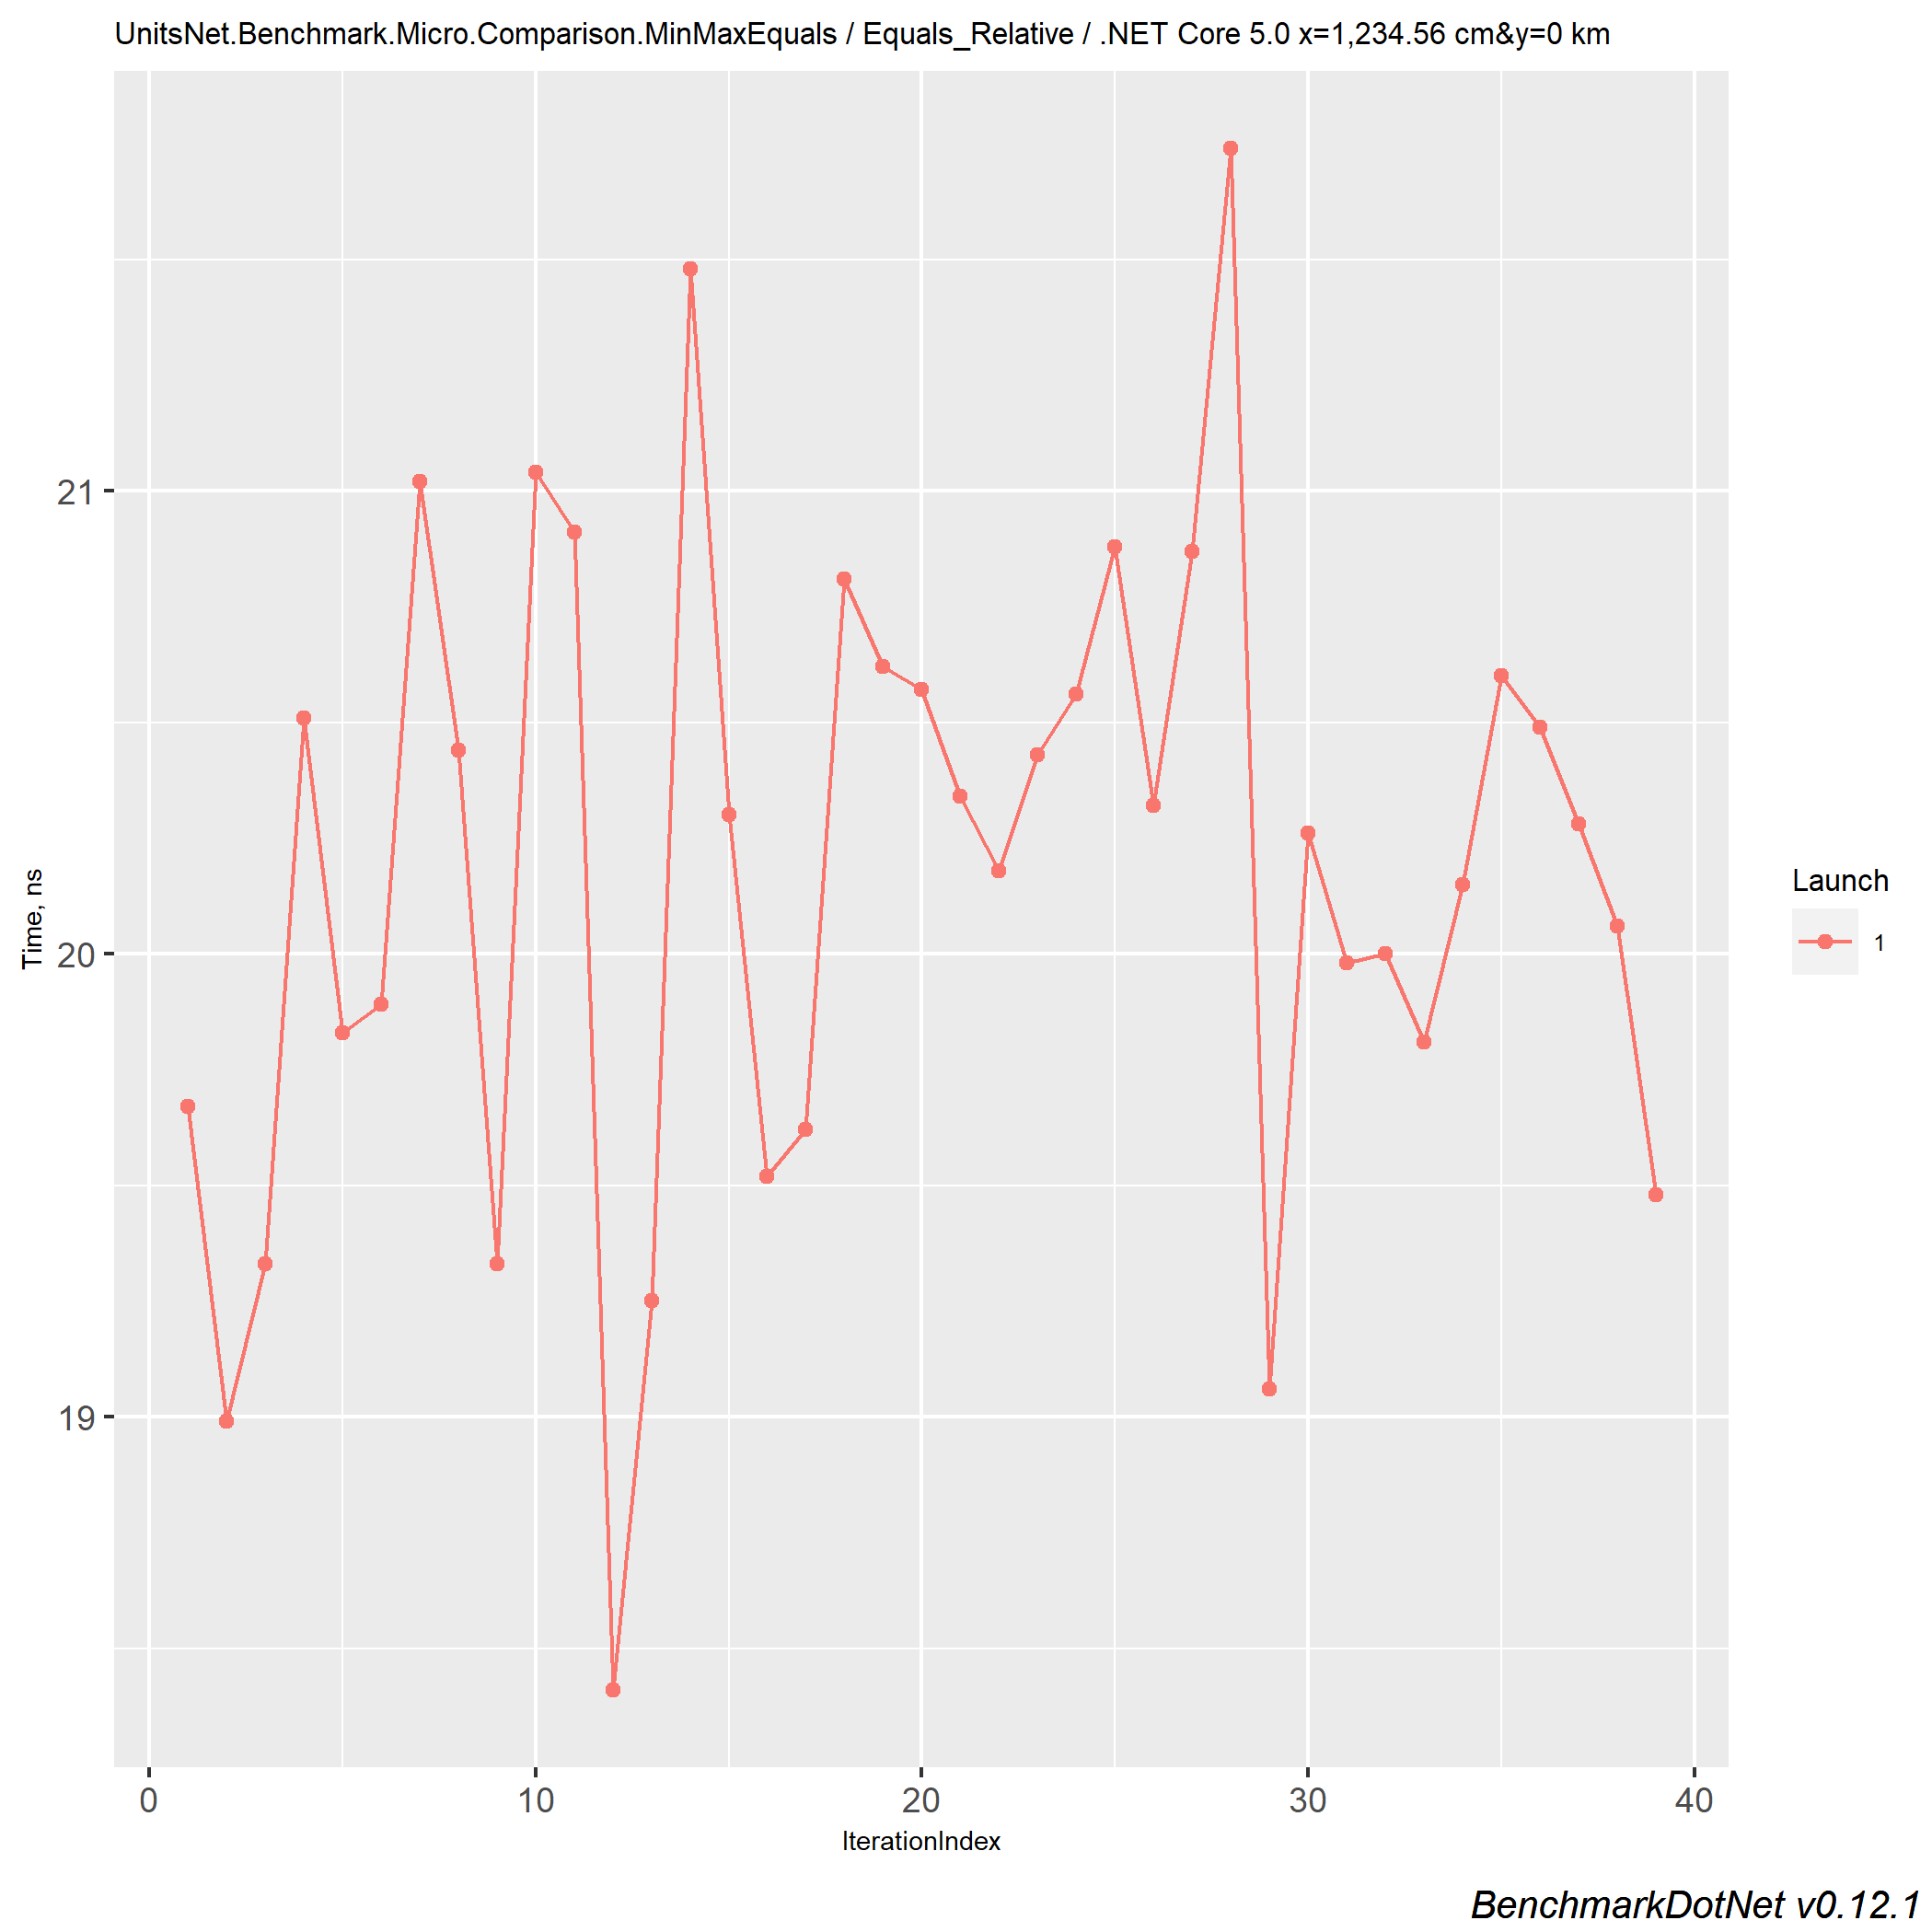 UnitsNet.Benchmark.Micro.Comparison.MinMaxEquals / Equals_Relative / .NET Core 5.0 x=1,234.56 cm&y=0 km
21
20
19
Time, ns
0 10 20 30 40
IterationIndex
Launch
1
BenchmarkDotNet v0.12.1